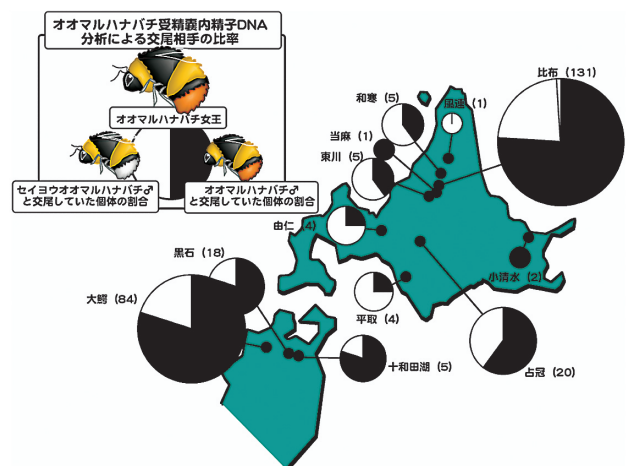 オオマルハナバチ受精嚢内精子DNA
分析による交尾相手の比率
オオマルハナバチ女王
セイヨウオオマルハナバチ♂
と交尾していた個体の割合
オオマルハナバチ♂
と交尾していた個体の割合
比布 (131)
和寒 (5)
風連 (1)
当麻 (1)
東川 (5)
由仁 (4)
黒石 (18)
小清水 (2)
大鰐 (84)
平取 (4)
十和田湖 (5)
占冠 (20)